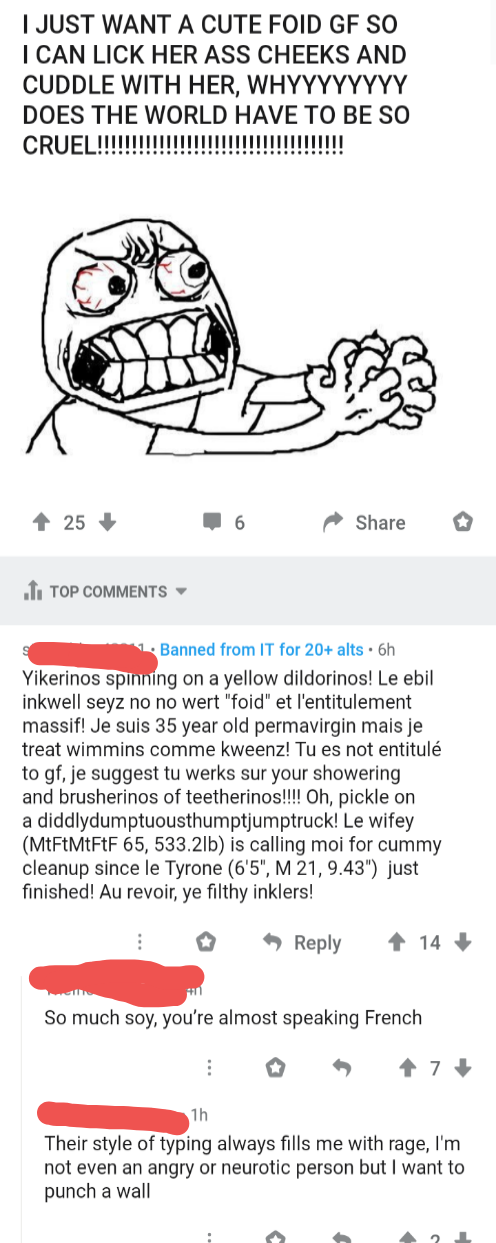 I JUST WANT A CUTE FOID GF SO
I CAN LICK HER ASS CHEEKS AND
CUDDLE WITH HER, WHYYYYYYYY
DOES THE WORLD HAVE TO BE SO
CRUEL!!!!!!!!!!!!!!!!!!!!!!!!!!!!!!!!!!!!
25
6
Share
TOP COMMENTS
• Banned from IT for 20+ alts • 6h
Yikerinos spinning on a yellow dildorinos! Le ebil
inkwell seyz no no wert "foid" et l'entitulement
massif! Je suis 35 year old permavirgin mais je
treat wimmins comme kweenz! Tu es not entitulé
to gf, je suggest tu werks sur your showering
and brusherinos of teetherinos!!!! Oh, pickle on
a diddlydumptuousthumptjumptruck! Le wifey
(MtFtMtFtF 65, 533.2lb) is calling moi for cummy
cleanup since le Tyrone (6'5", M 21, 9.43") just
finished! Au revoir, ye filthy inklers!
Reply
14
So much soy, you're almost speaking French
7
1h
Their style of typing always fills me with rage, I'm
not even an angry or neurotic person but I want to
punch a wall
2